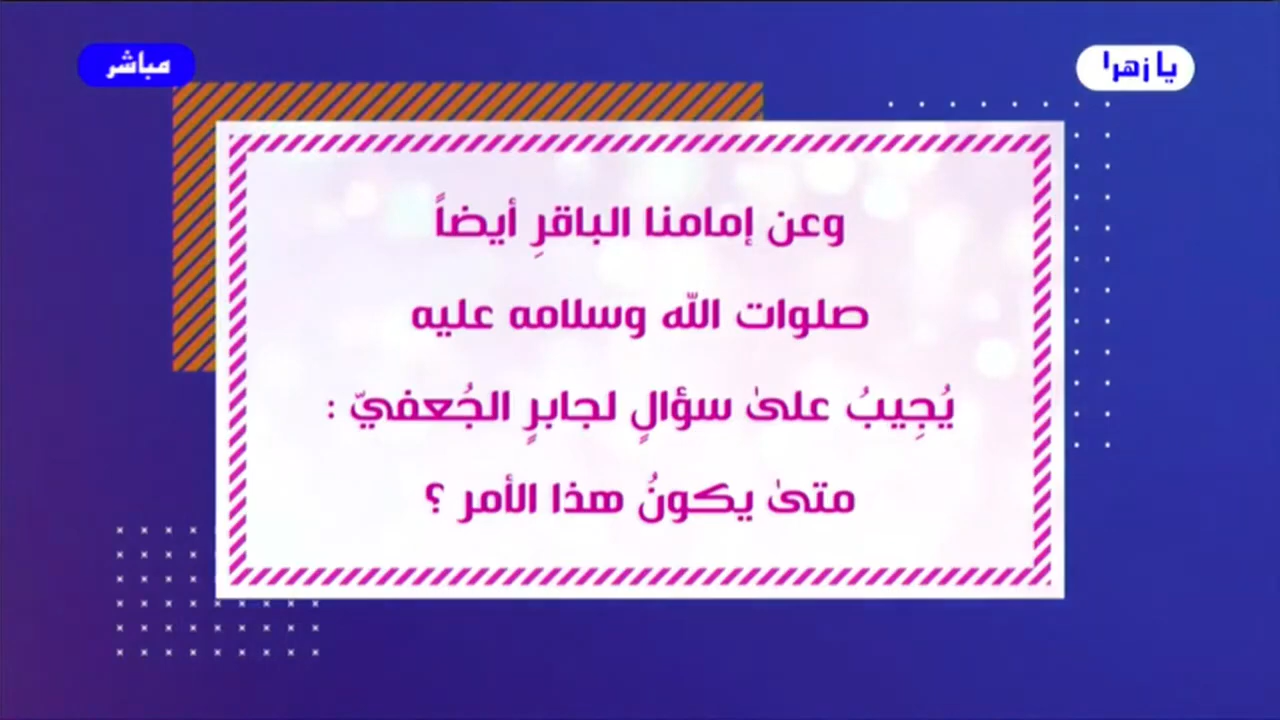 يا زهرا
مباشر
وعن إمامنا الباقرِ أيضاً
صلوات اللّه وسلامه عليه
يُجِيبُ علىٰ سؤالٍ لجابرٍ الجُعفيّ :
متىٰ يكونُ هذا الأمر ؟